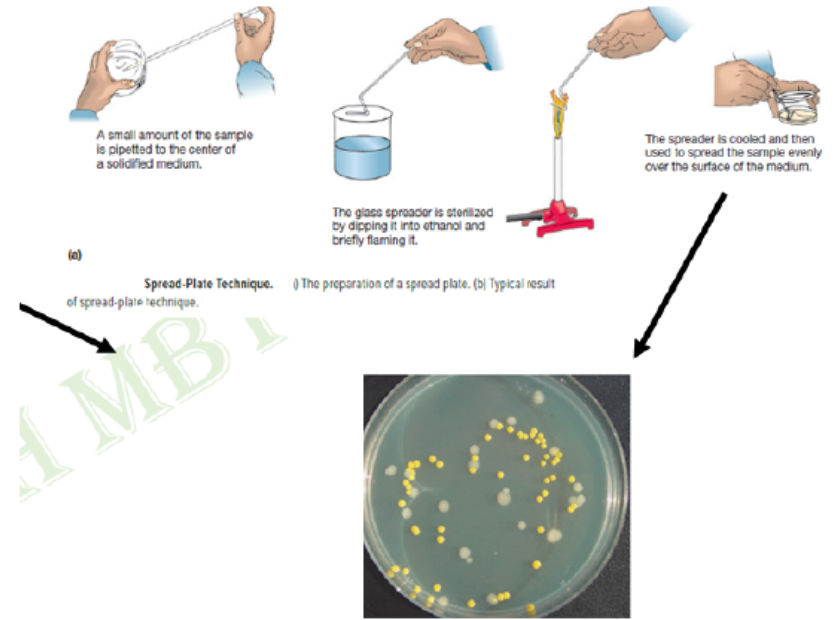 A small amount of the sample
is pipetted to the center of
a solidified medium.
The glass spreader is sterilized
by dipping it into ethanol and
briefly flaming it.
The spreader is cooled and then
used to spread the sample evenly
over the surface of the medium.
(a)
Spread-Plate Technique. i) The preparation of a spread plate. (b) Typical result
of spread-plate technique.
H MBT